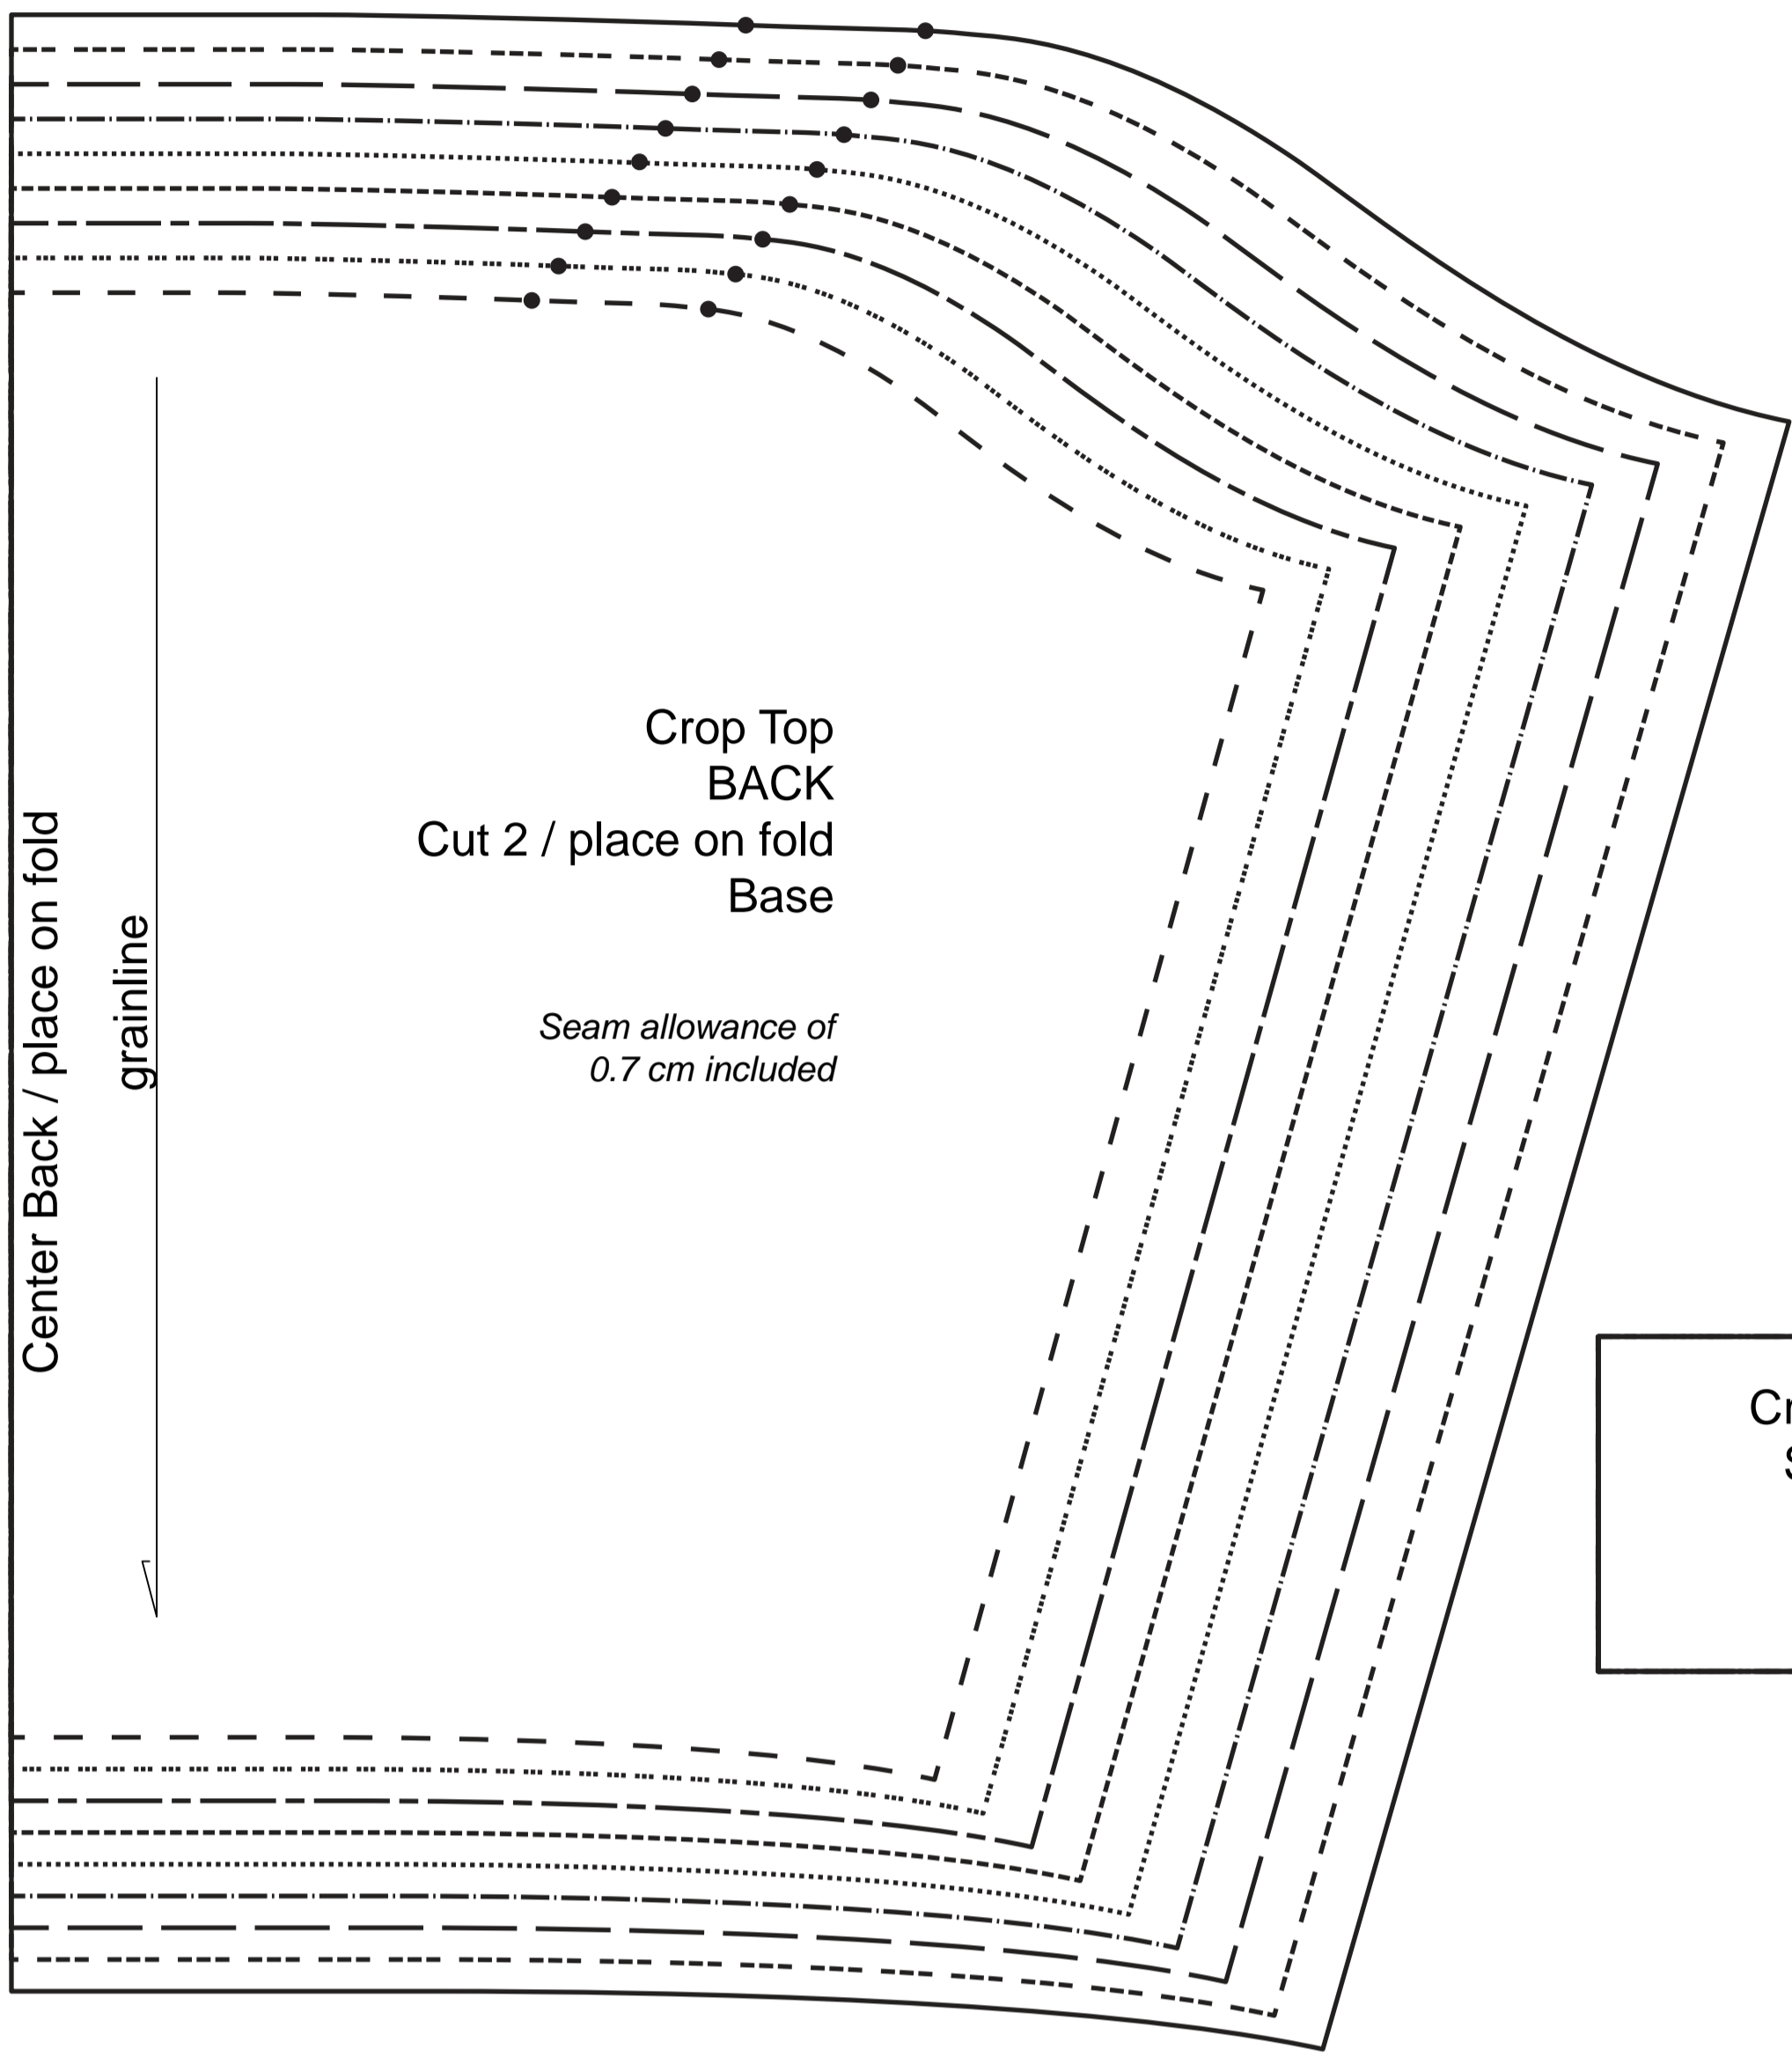 Crop Top
BACK
Cut 2 / place on fold
Base
Seam allowance of
0.7 cm included
Center Back / place on fold
grainline